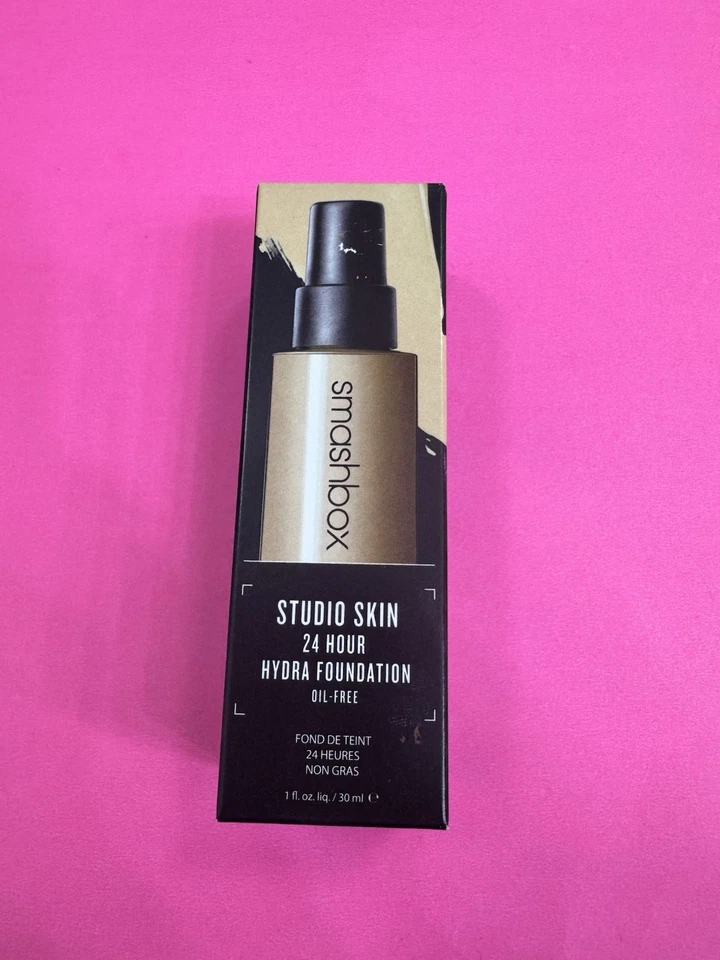 smashbox
STUDIO SKIN
24 HOUR
HYDRA FOUNDATION
OIL-FREE
FOND DE TEINT
24 HEURES
NON GRAS
1 fl. oz. liq. / 30 ml ℮